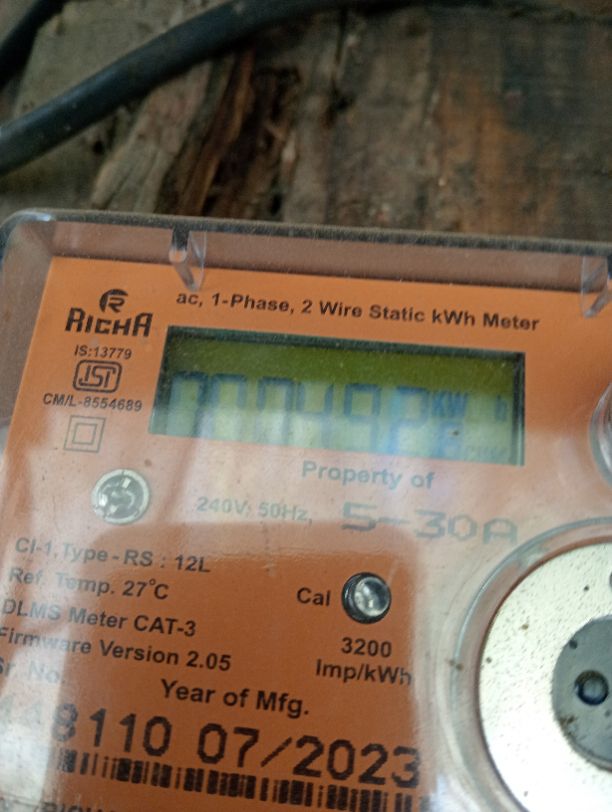 ac, 1-Phase, 2 Wire Static kWh Meter
RICHA
IS:13779
ISI
CM/L-8554689
KW h
Property of
240V, 50Hz, 5-30A
Cl-1, Type-RS : 12L
Ref. Temp. 27°C
DLMS Meter CAT-3
Firmware Version 2.05
Sr. No.
Cal
3200
Imp/kWh
Year of Mfg.
8110 07/2023